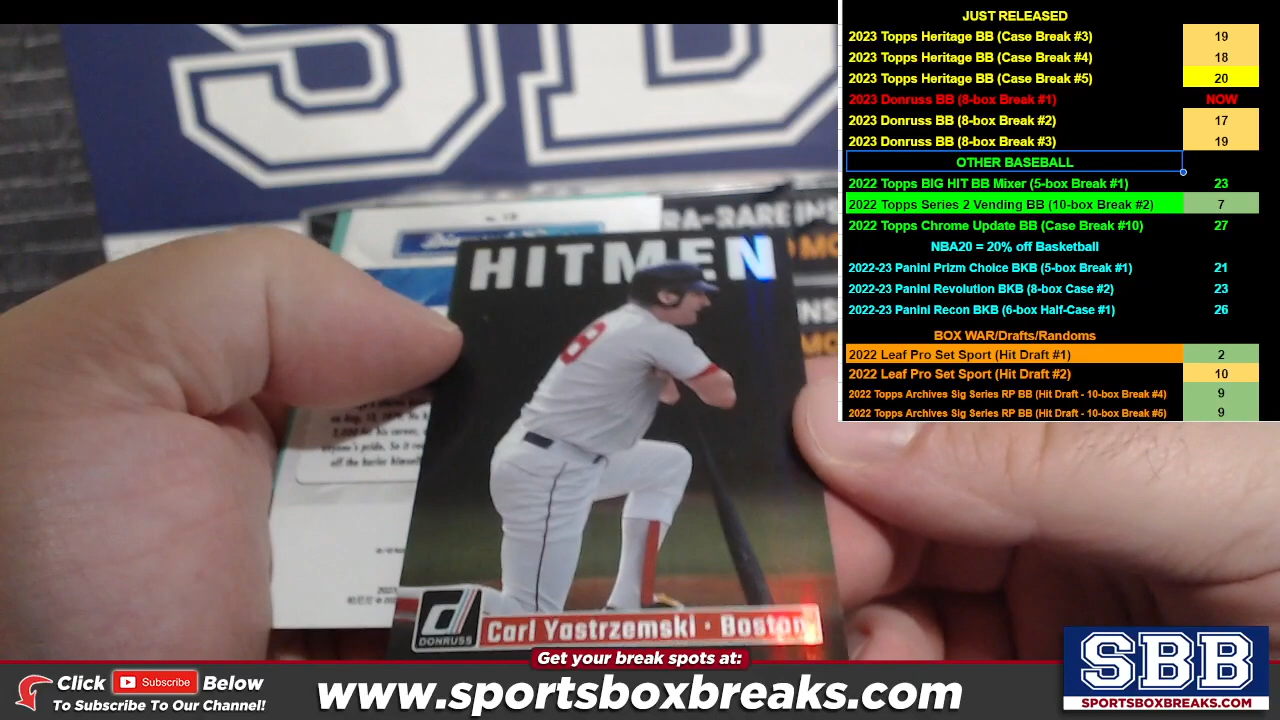 JUST RELEASED
2023 Topps Heritage BB (Case Break #3) 19
2023 Topps Heritage BB (Case Break #4) 18
2023 Topps Heritage BB (Case Break #5) 20
2023 Donruss BB (8-box Break #1) NOW
2023 Donruss BB (8-box Break #2) 17
2023 Donruss BB (8-box Break #3) 19
OTHER BASEBALL
2022 Topps BIG HIT BB Mixer (5-box Break #1) 23
2022 Topps Series 2 Vending BB (10-box Break #2) 7
2022 Topps Chrome Update BB (Case Break #10) 27
NBA20 = 20% off Basketball
2022-23 Panini Prizm Choice BKB (5-box Break #1) 21
2022-23 Panini Revolution BKB (8-box Case #2) 23
2022-23 Panini Recon BKB (6-box Half-Case #1) 26
BOX WAR/Drafts/Randoms
2022 Leaf Pro Set Sport (Hit Draft #1) 2
2022 Leaf Pro Set Sport (Hit Draft #2) 10
2022 Topps Archives Sig Series RP BB (Hit Draft - 10-box Break #4) 9
2022 Topps Archives Sig Series RP BB (Hit Draft - 10-box Break #5) 9
RA-RARE INS
MO
INS
MO
HITMEN
8
DONRUSS
Carl Yastrzemski • Boston
Get your break spots at:
Click Subscribe Below
To Subscribe To Our Channel!
www.sportsboxbreaks.com
SBB
SPORTSBOXBREAKS.COM